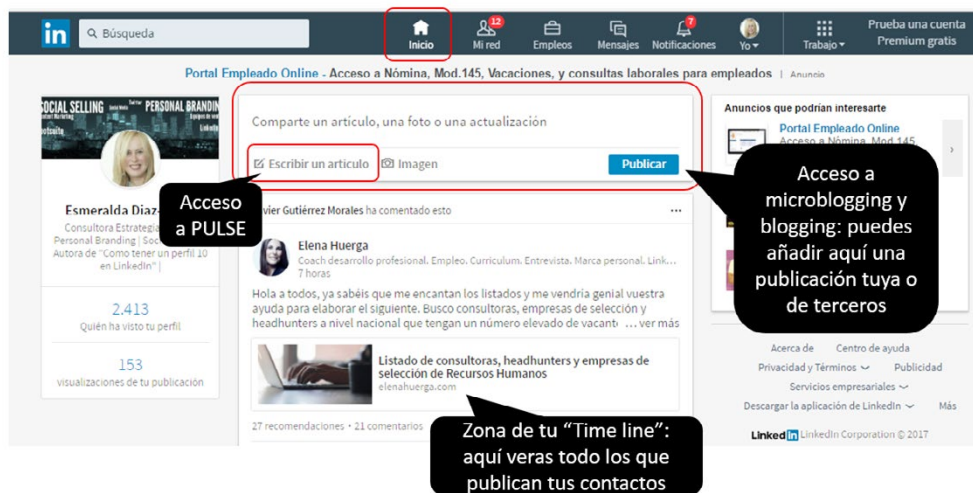 in
Búsqueda
Inicio
12
Mi red
Empleos
Mensajes
7
Notificaciones
Yo
Trabajo
Prueba una cuenta
Premium gratis
Portal Empleado Online - Acceso a Nómina, Mod.145, Vacaciones, y consultas laborales para empleados | Anuncio
SOCIAL SELLING
PERSONAL BRANDIN
Esmeralda Diaz-
Consultora Estrategia
Personal Branding | Soc
Autora de "Como tener un perfil 10
en LinkedIn" |
2.413
Quién ha visto tu perfil
153
visualizaciones de tu publicación
Comparte un artículo, una foto o una actualización
Escribir un artículo
Imagen
Publicar
Acceso
a PULSE
vier Gutiérrez Morales ha comentado esto
...
Elena Huerga
Coach desarrollo profesional. Empleo. Curriculum. Entrevista. Marca personal. Link...
7 horas
Hola a todos, ya sabéis que me encantan los listados y me vendría genial vuestra
ayuda para elaborar el siguiente. Busco consultoras, empresas de selección y
headhunters a nivel nacional que tengan un número elevado de vacant ... ver más
Listado de consultoras, headhunters y empresas de
selección de Recursos Humanos
elenahuerga.com
27 recomendaciones • 21 comentarios
Zona de tu "Time line":
aquí veras todo los que
publican tus contactos
Anuncios que podrían interesarte
Portal Empleado Online
Acceso a Nómina, Mod.145,
Acceso a
microblogging y
blogging: puedes
añadir aquí una
publicación tuya o
de terceros
Acerca de
Centro de ayuda
Privacidad y Términos
Publicidad
Servicios empresariales
Descargar la aplicación de LinkedIn
Más
Linked in LinkedIn Corporation © 2017